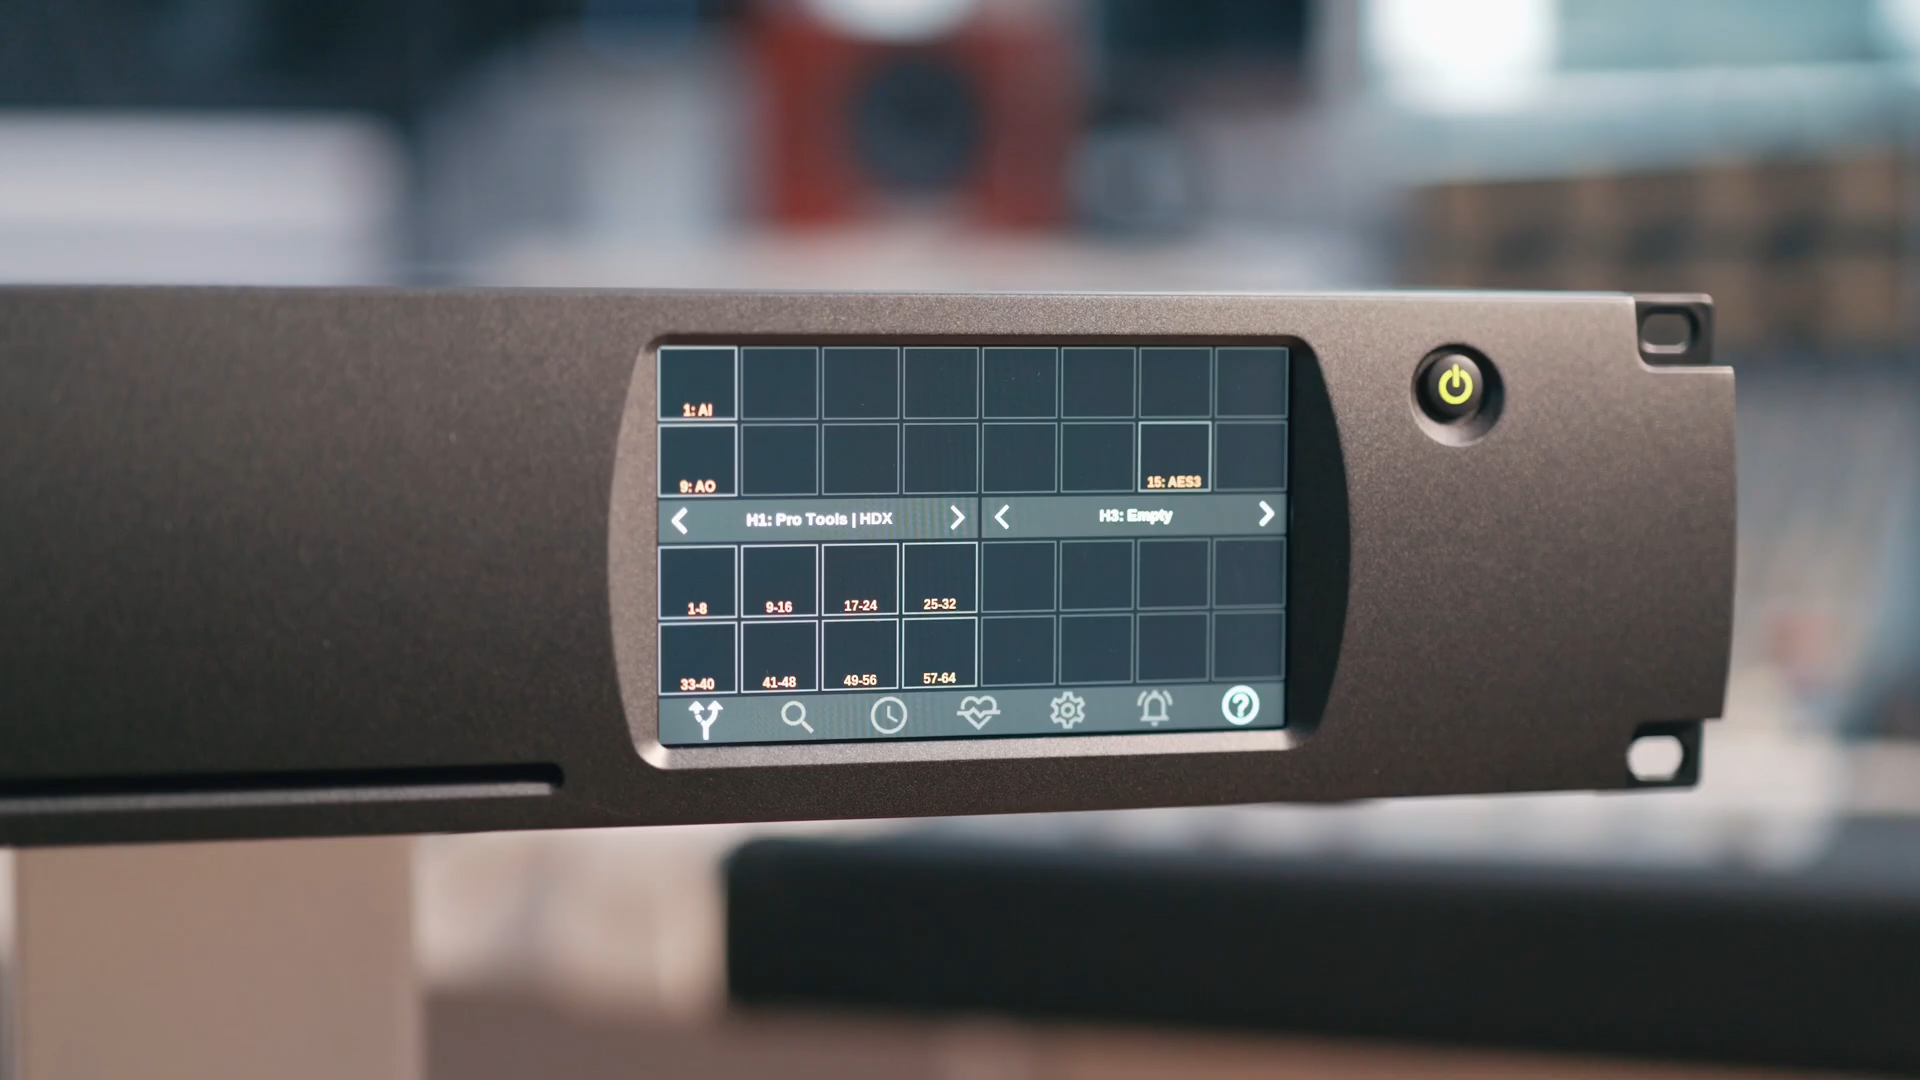 1: AI
9: AO
15: AES3
H1: Pro Tools | HDX
H3: Empty
1-8
9-16
17-24
25-32
33-40
41-48
49-56
57-64
?